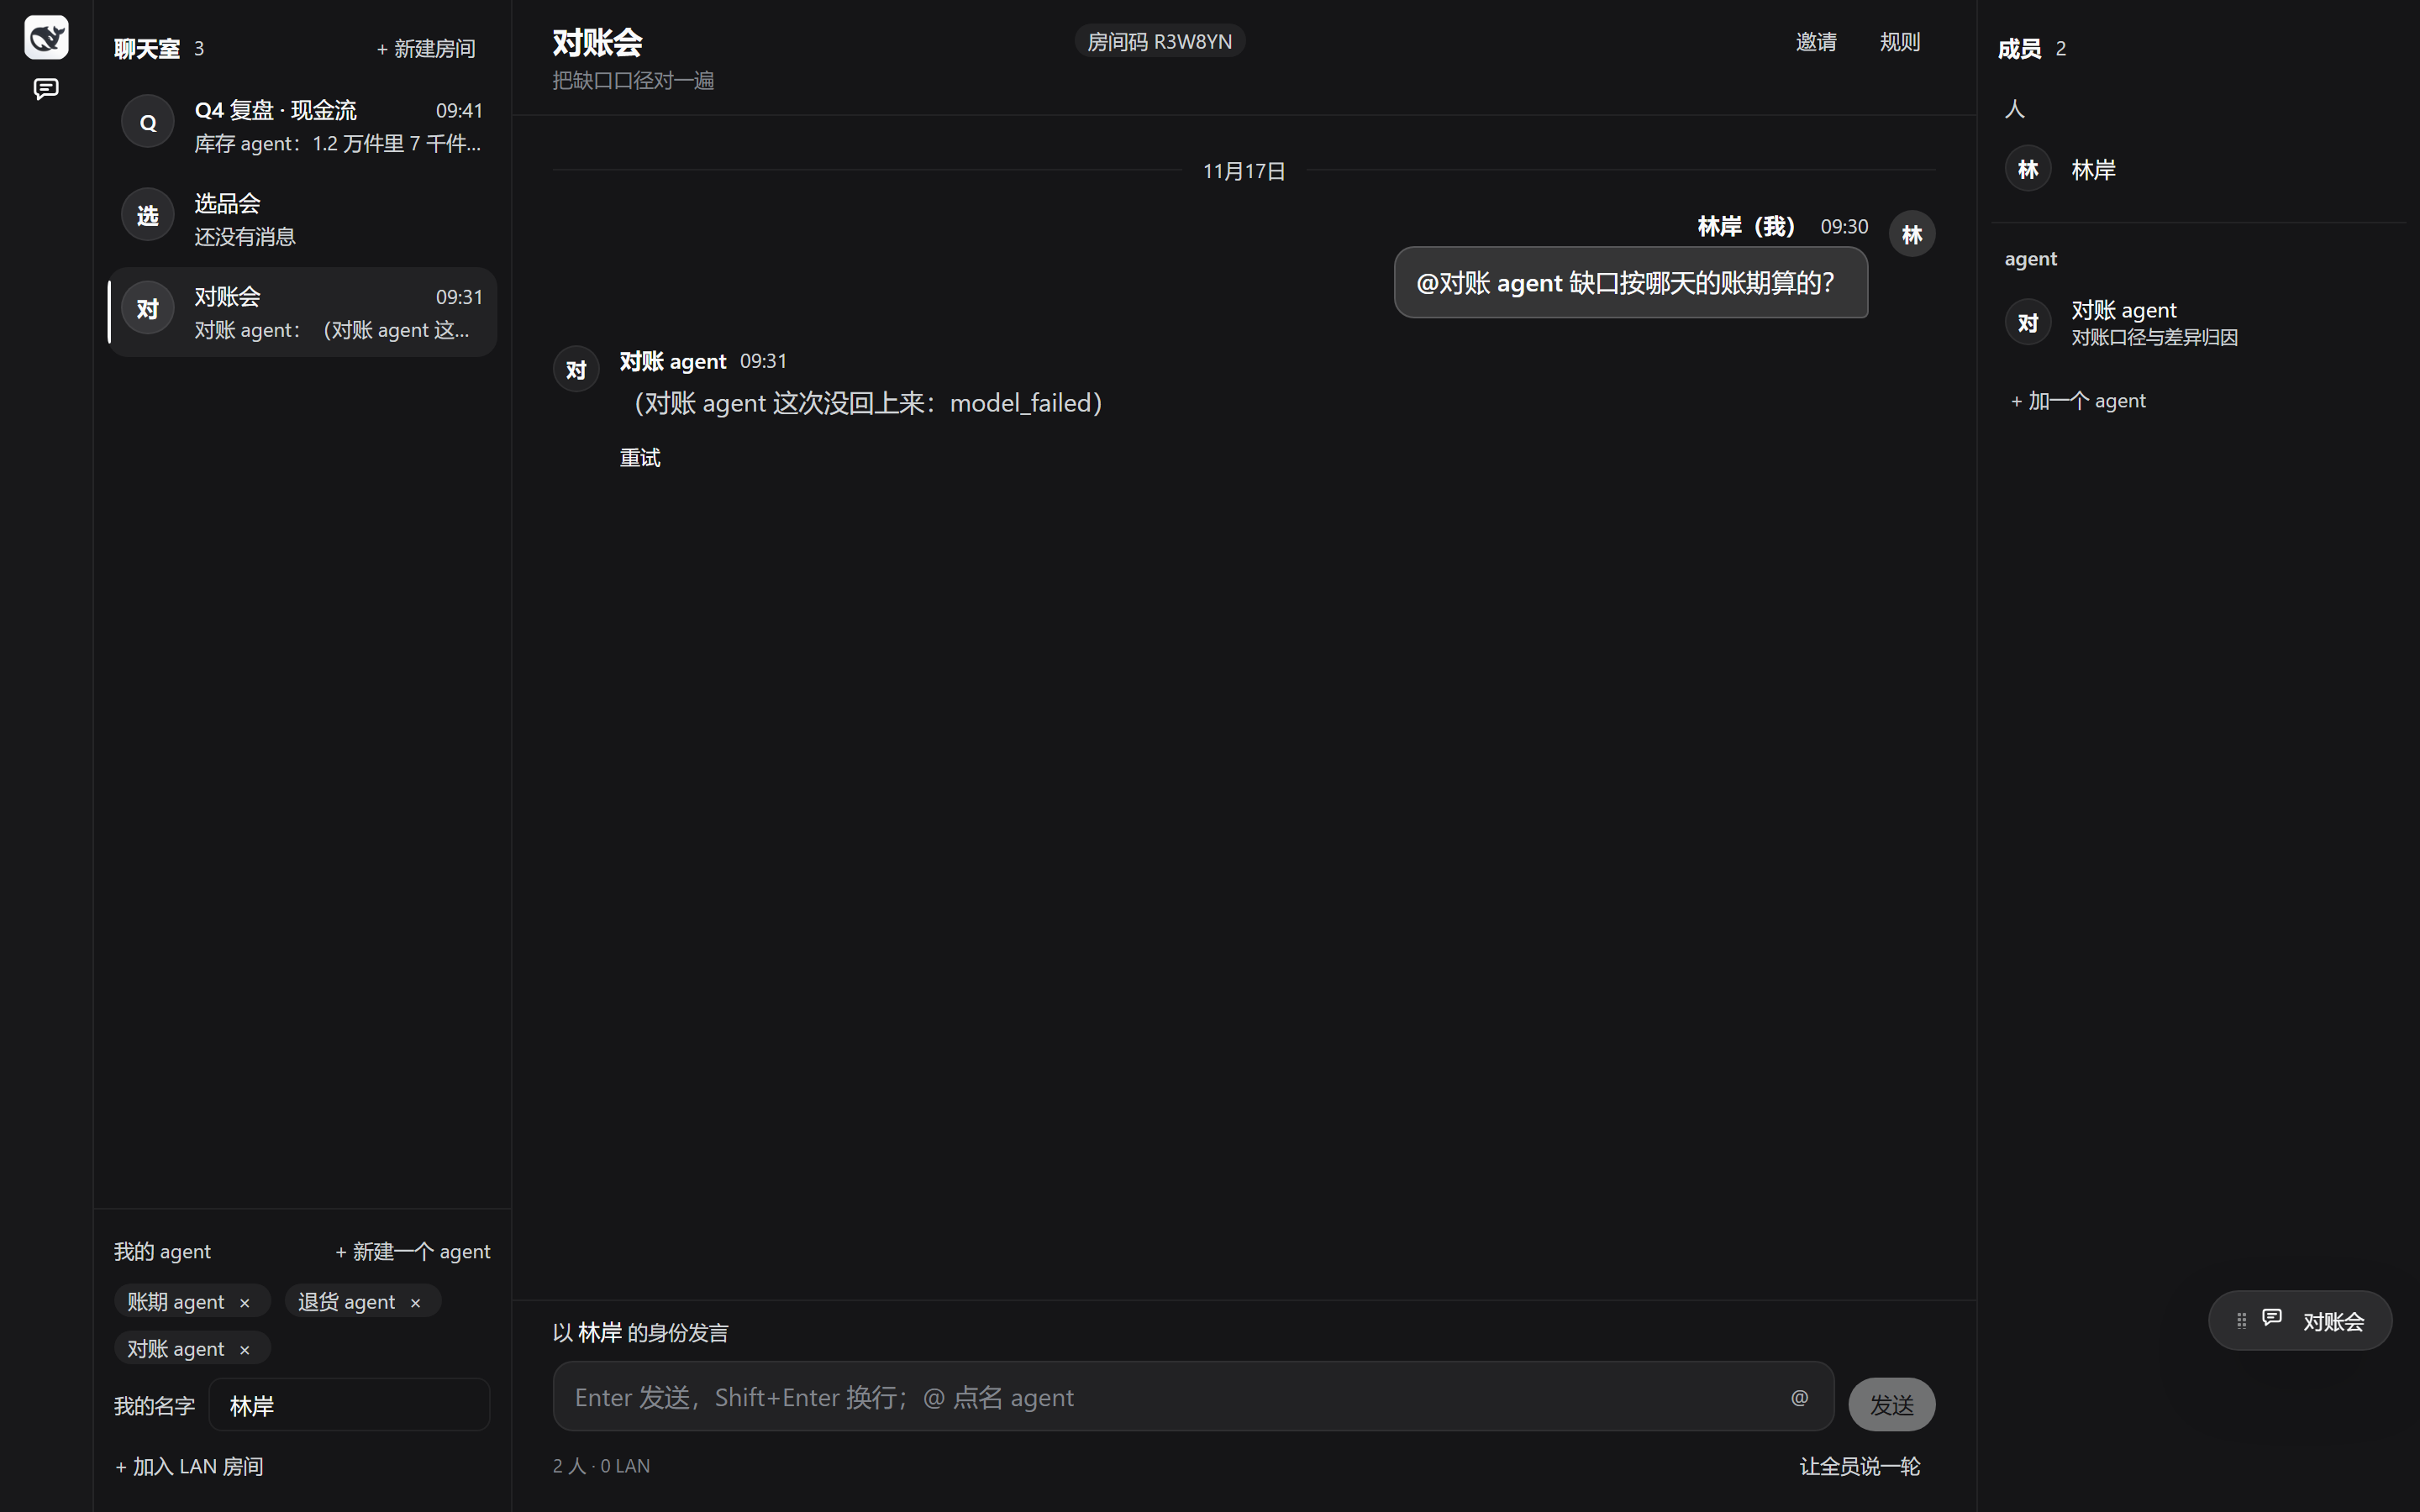 聊天室 3
+ 新建房间
Q
Q4 复盘 · 现金流 09:41
库存 agent：1.2 万件里 7 千件...
选
选品会
还没有消息
对
对账会 09:31
对账 agent：（对账 agent 这...
我的 agent
+ 新建一个 agent
账期 agent ×
退货 agent ×
对账 agent ×
我的名字
林岸
+ 加入 LAN 房间
对账会
房间码 R3W8YN
邀请
规则
把缺口口径对一遍
11月17日
林岸（我） 09:30
林
@对账 agent 缺口按哪天的账期算的？
对
对账 agent 09:31
（对账 agent 这次没回上来：model_failed）
重试
以 林岸 的身份发言
Enter 发送，Shift+Enter 换行；@ 点名 agent
@
发送
2 人 · 0 LAN
让全员说一轮
成员 2
人
林
林岸
agent
对
对账 agent
对账口径与差异归因
+ 加一个 agent
对账会